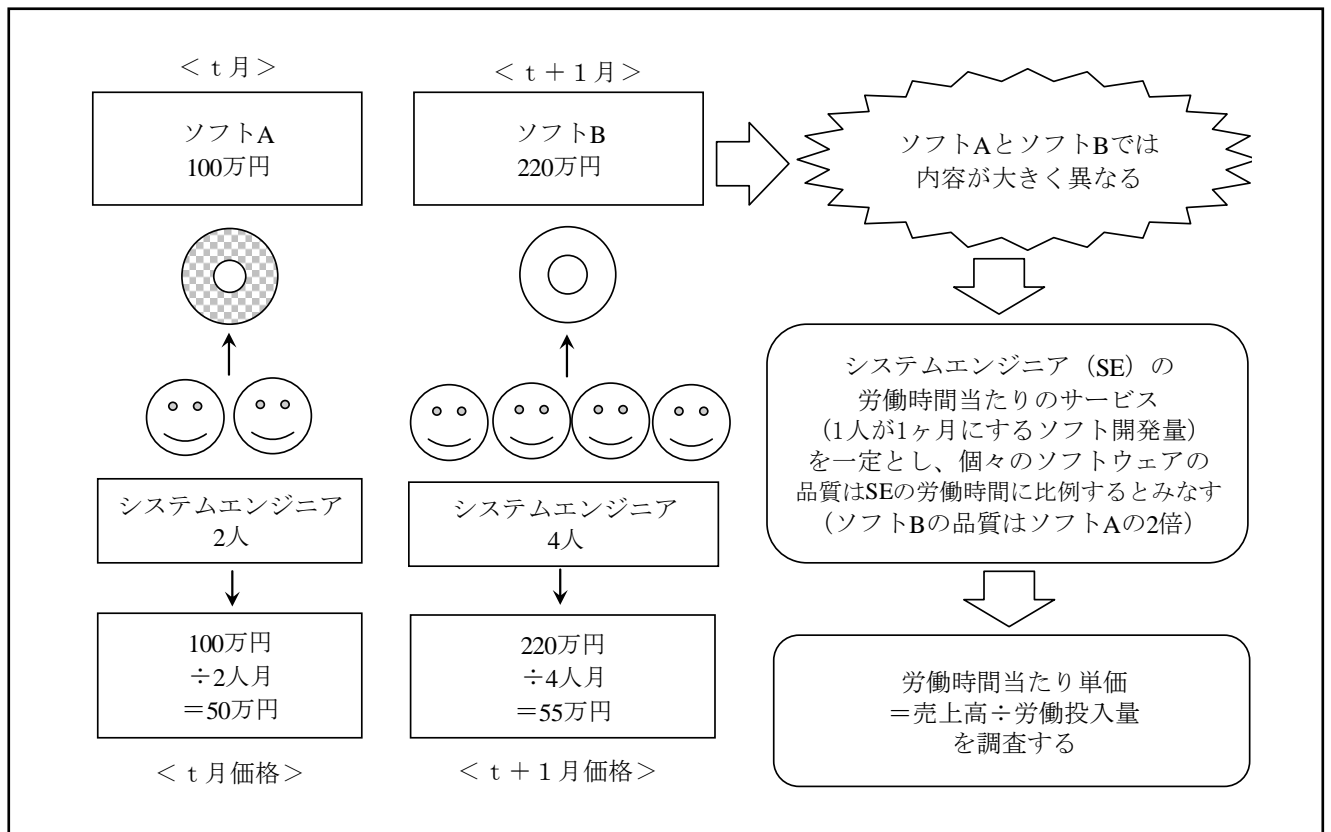 ＜ｔ月＞
ソフトA
100万円
システムエンジニア
2人
100万円
÷2人月
＝50万円
＜ｔ月価格＞
＜ｔ＋１月＞
ソフトB
220万円
システムエンジニア
4人
220万円
÷4人月
＝55万円
＜ｔ＋１月価格＞
ソフトAとソフトBでは
内容が大きく異なる
システムエンジニア（SE）の
労働時間当たりのサービス
（1人が1ヶ月にするソフト開発量）
を一定とし、個々のソフトウェアの
品質はSEの労働時間に比例するとみなす
（ソフトBの品質はソフトAの2倍）
労働時間当たり単価
＝売上高÷労働投入量
を調査する